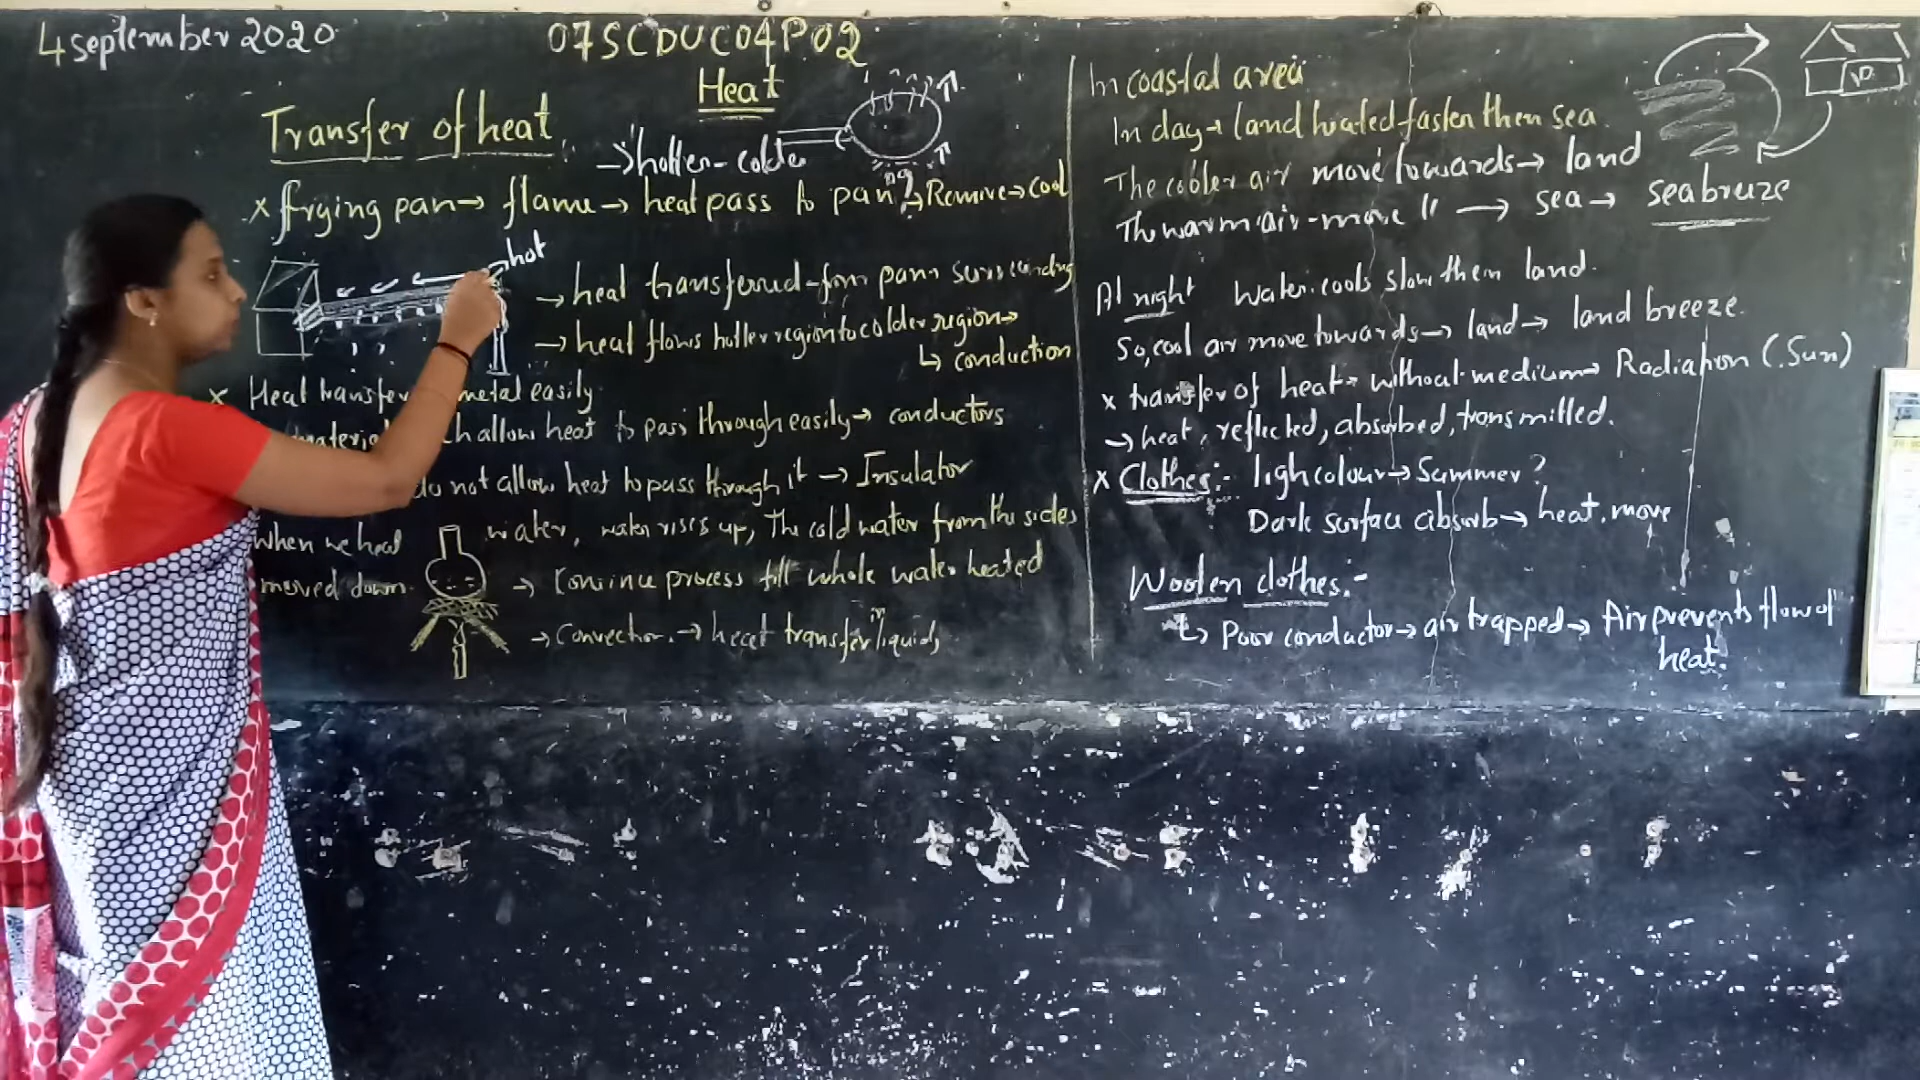 4 september 2020
07SCDUC04P02
Heat
Transfer of heat
→hotter - colder
x frying pan → flame → heat pass to pan → Remove → cool
→ hot
→ heat transferred from pan surrounding
→ heat flows hotter region to colder region →
↳ conduction
x Heat transfer metal easily
allow heat to pass through easily → conductors
do not allow heat to pass through it → Insulator
when we heat water, water rises up, The cold water from the sides
moved down.
→ process till whole water heated
→ Convection. → transfer in liquids
In coastal area
In day → land heated faster then sea.
The cooler air move towards → land
The warm air - move " → sea → seabreeze
At night water cools slow then land.
So, cool air move towards → land → land breeze.
x transfer of heat → without medium → Radiation (Sun)
→ heat, reflected, absorbed, transmitted.
x Clothes:- ligh colour → Summer?
Dark surface absorb → heat. move
Woolen clothes:-
↳ Poor conductor → air trapped → Air prevents flow of
heat.